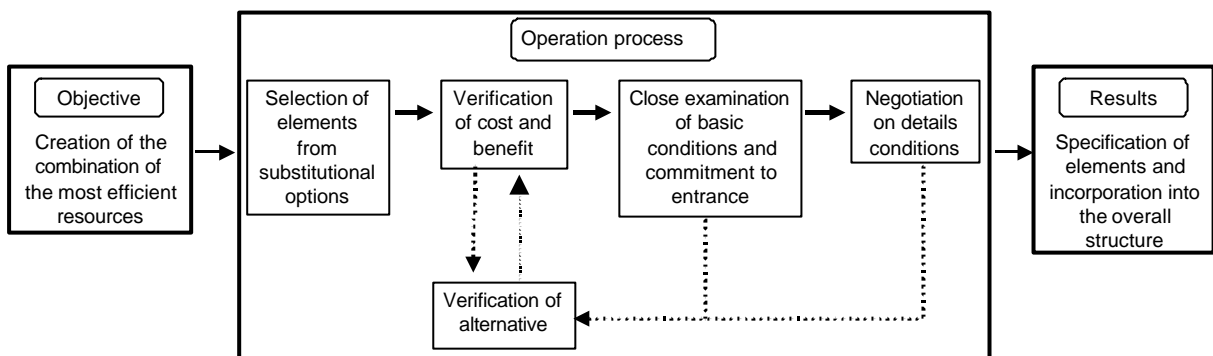 Operation process
Objective
Creation of the
combination of
the most efficient
resources
Selection of
elements
from
substitutional
options
Verification
of cost and
benefit
Close examination
of basic
conditions and
commitment to
entrance
Negotiation
on details
conditions
Verification of
alternative
Results
Specification of
elements and
incorporation into
the overall
structure